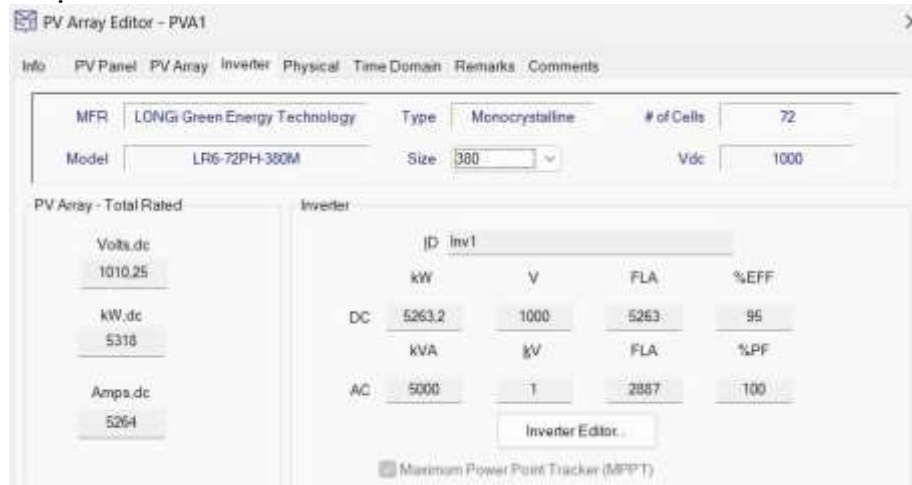 PV Array Editor - PVA1
Info PV Panel PV Array Inverter Physical Time Domain Remarks Comments
MFR LONGi Green Energy Technology Type Monocrystalline # of Cells 72
Model LR6-72PH-380M Size 380 Vdc 1000
PV Array - Total Rated Inverter
Volts.dc ID Inv1
1010,25 kW V FLA %EFF
kW.dc DC 5263,2 1000 5263 95
5318 kVA kV FLA %PF
Amps.dc AC 5000 1 2887 100
5264 Inverter Editor..
Maximum Power Point Tracker (MPPT)